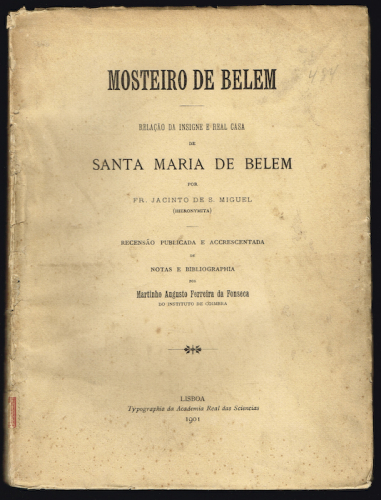 MOSTEIRO DE BELEM
RELAÇÃO DA INSIGNE E REAL CASA
DE
SANTA MARIA DE BELEM
POR
FR. JACINTO DE S. MIGUEL
(HIERONYMITA)
RECENSÃO PUBLICADA E ACCRESCENTADA
DE
NOTAS E BIBLIOGRAPHIA
POR
Martinho Augusto Ferreira da Fonseca
DO INSTITUTO DE COIMBRA
LISBOA
Typographia da Academia Real das Sciencias
1901